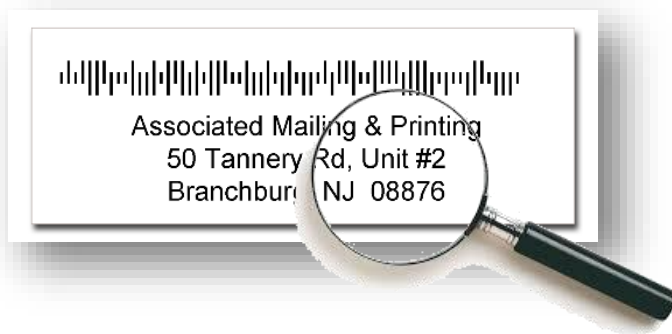 Associated Mailing & Printing
50 Tannery Rd, Unit #2
Branchburg NJ 08876